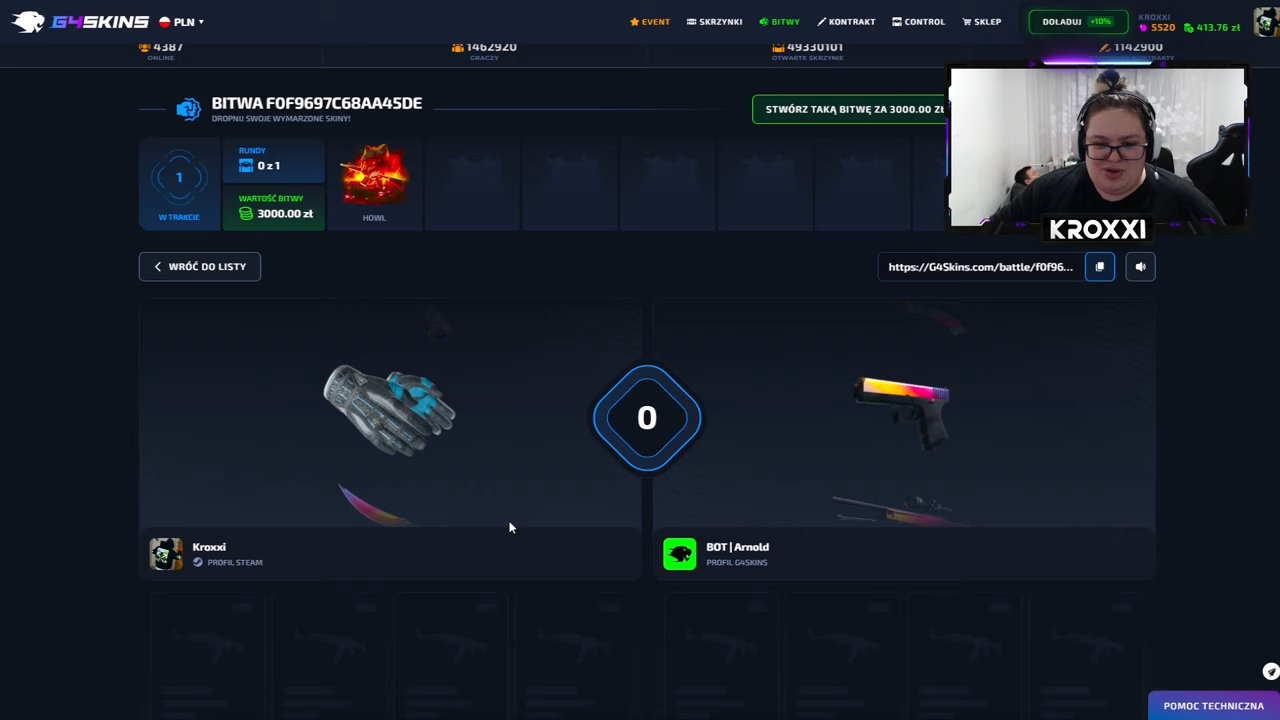 G4SKINS
PLN
EVENT
SKRZYNKI
BITWY
KONTRAKT
CONTROL
SKLEP
DOŁADUJ +10%
KROXXI
5520
413.76 zł
4387
ONLINE
1462920
GRACZY
49330101
OTWARTE SKRZYNIE
1142900
BITWA F0F9697C68AA45DE
DROPNIJ SWOJE WYMARZONE SKINY!
STWÓRZ TAKĄ BITWĘ ZA 3000.00
1
W TRAKCIE
RUNDY
0 z 1
WARTOŚĆ BITWY
3000.00 zł
HOWL
KROXXI
WRÓĆ DO LISTY
https://G4Skins.com/battle/f0f96...
0
Kroxxi
PROFIL STEAM
BOT | Arnold
PROFIL G4SKINS
POMOC TECHNICZNA